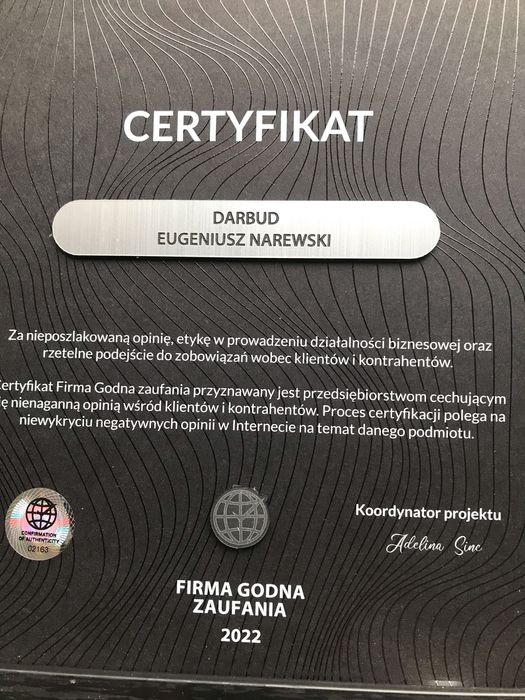 CERTYFIKAT
DARBUD
EUGENIUSZ NAREWSKI
Za nieposzlakowaną opinię, etykę w prowadzeniu działalności biznesowej oraz
rzetelne podejście do zobowiązań wobec klientów i kontrahentów.
ertyfikat Firma Godna zaufania przyznawany jest przedsiębiorstwom cechującym
ię nienaganną opinią wśród klientów i kontrahentów. Proces certyfikacji polega na
niewykryciu negatywnych opinii w Internecie na temat danego podmiotu.
CONFIRMATION
OF AUTHENTICITY
02163
Koordynator projektu
Adelina Sinc
FIRMA GODNA
ZAUFANIA
2022